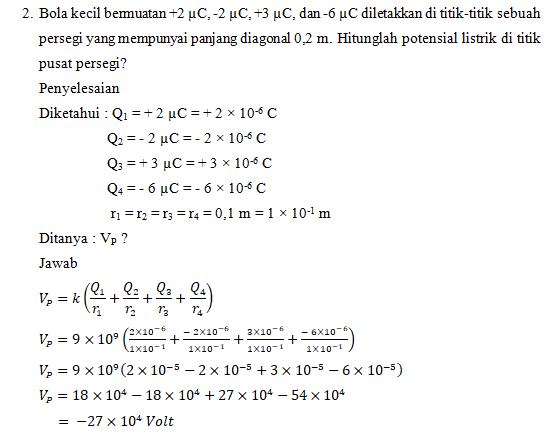 2. Bola kecil bermuatan +2 µC, -2 µC, +3 µC, dan -6 µC diletakkan di titik-titik sebuah
persegi yang mempunyai panjang diagonal 0,2 m. Hitunglah potensial listrik di titik
pusat persegi?
Penyelesaian
Diketahui : Q₁ = + 2 µC = + 2 × 10⁻⁶ C
Q₂ = - 2 µC = - 2 × 10⁻⁶ C
Q₃ = + 3 µC = + 3 × 10⁻⁶ C
Q₄ = - 6 µC = - 6 × 10⁻⁶ C
r₁ = r₂ = r₃ = r₄ = 0,1 m = 1 × 10⁻¹ m
Ditanya : Vₚ ?
Jawab
Vₚ = k (Q₁/r₁ + Q₂/r₂ + Q₃/r₃ + Q₄/r₄)
Vₚ = 9 × 10⁹ (2×10⁻⁶/1×10⁻¹ + - 2×10⁻⁶/1×10⁻¹ + 3×10⁻⁶/1×10⁻¹ + - 6×10⁻⁶/1×10⁻¹)
Vₚ = 9 × 10⁹(2 × 10⁻⁵ − 2 × 10⁻⁵ + 3 × 10⁻⁵ − 6 × 10⁻⁵)
Vₚ = 18 × 10⁴ − 18 × 10⁴ + 27 × 10⁴ − 54 × 10⁴
= −27 × 10⁴ Volt